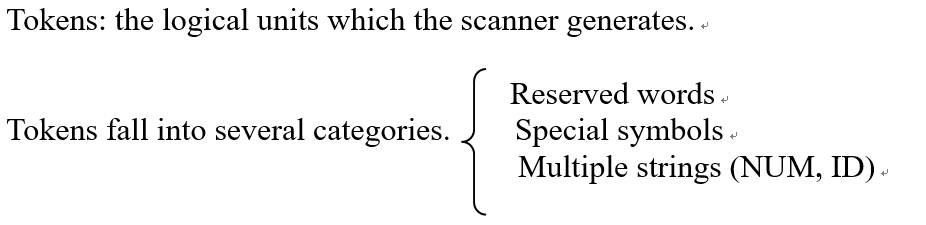 Tokens: the logical units which the scanner generates.
Reserved words
Tokens fall into several categories.
Special symbols
Multiple strings (NUM, ID)